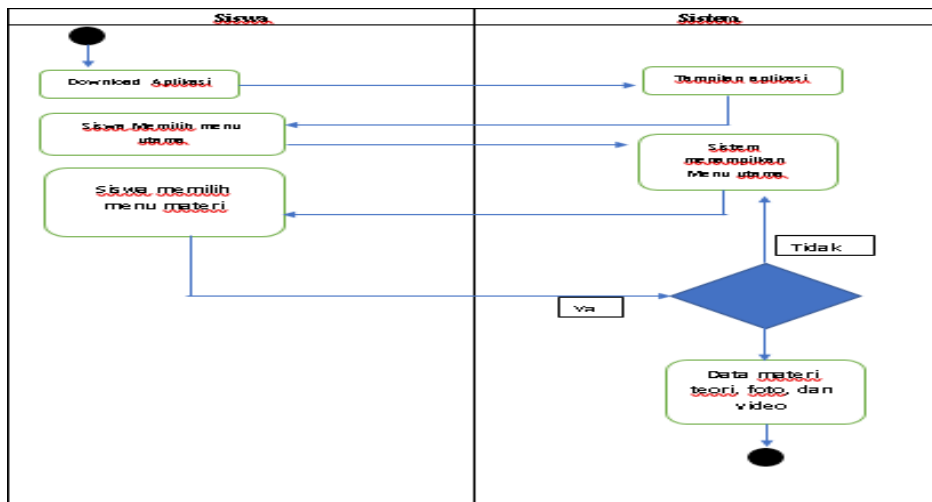 Siswa
Sistem
Download Aplikasi
Tampilan aplikasi
Siswa Memilih menu
utama
Sistem
menampilkan
Menu utama
Siswa memilih
menu materi
Tidak
Ya
Data materi
teori, foto, dan
video